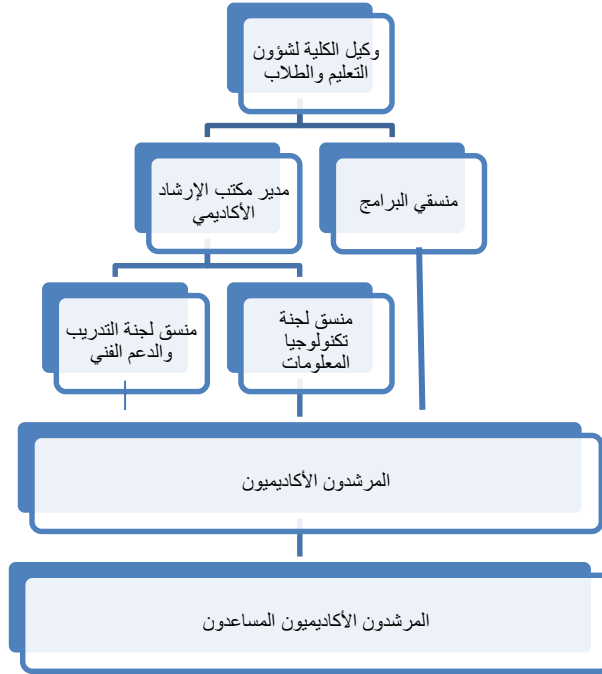 وكيل الكلية لشؤون
التعليم والطلاب
منسقي البرامج
مدير مكتب الإرشاد
الأكاديمي
منسق لجنة
تكنولوجيا
المعلومات
منسق لجنة التدريب
والدعم الفني
المرشدون الأكاديميون
المرشدون الأكاديميون المساعدون